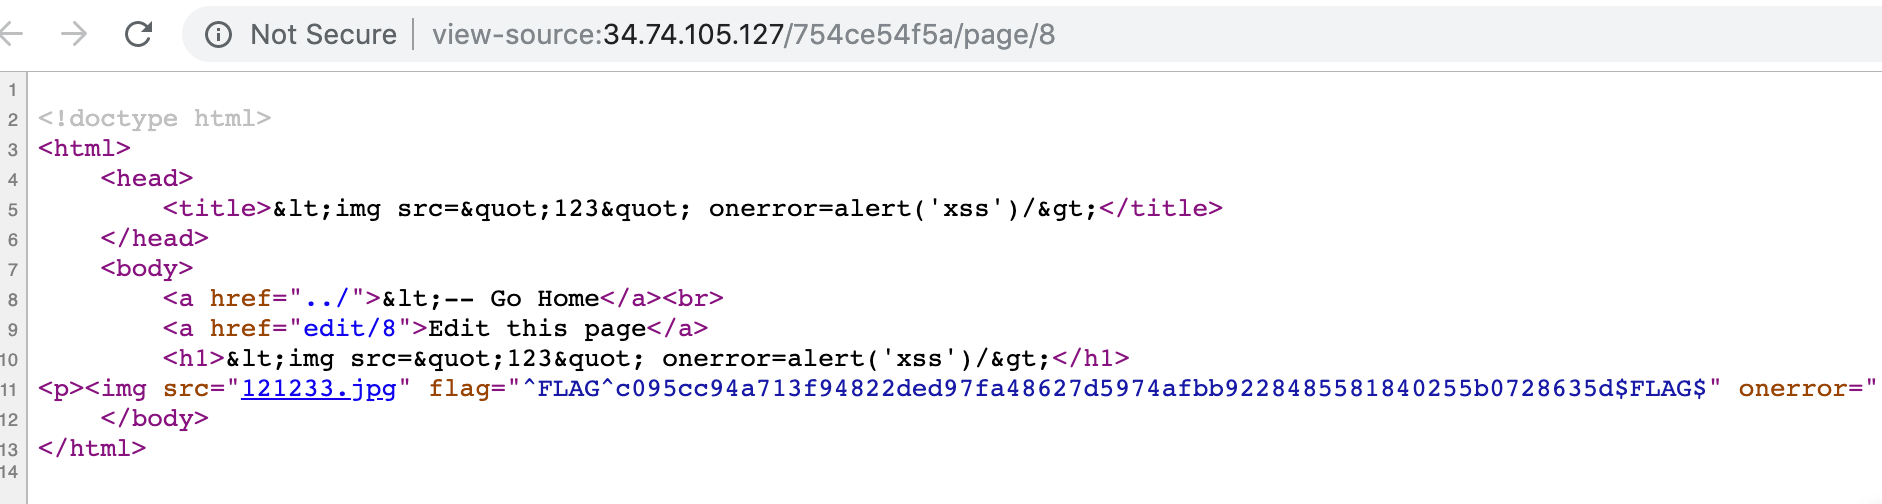 Not Secure | view-source:34.74.105.127/754ce54f5a/page/8
1
2 <!doctype html>
3 <html>
4 <head>
5 <title>&lt;img src=&quot;123&quot; onerror=alert('xss')/&gt;</title>
6 </head>
7 <body>
8 <a href="../">&lt;-- Go Home</a><br>
9 <a href="edit/8">Edit this page</a>
10 <h1>&lt;img src=&quot;123&quot; onerror=alert('xss')/&gt;</h1>
11 <p><img src="121233.jpg" flag="^FLAG^c095cc94a713f94822ded97fa48627d5974afbb9228485581840255b0728635d$FLAG$" onerror="
12 </body>
13 </html>
14